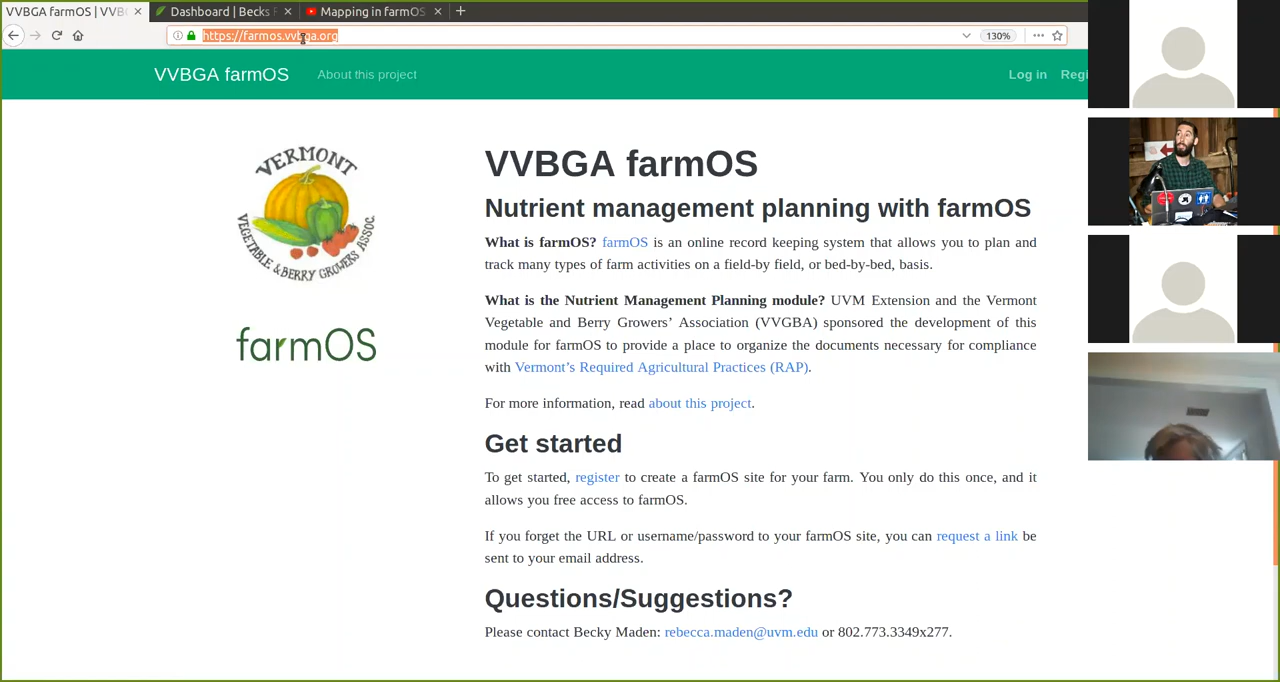 VVBGA farmOS | VVBG
Dashboard | Becks F
Mapping in farmOS
https://farmos.vvbga.org
130%
VVBGA farmOS
About this project
Log in
Regi
VERMONT
VEGETABLE & BERRY GROWERS ASSOC.
farmOS
VVBGA farmOS
Nutrient management planning with farmOS
What is farmOS? farmOS is an online record keeping system that allows you to plan and
track many types of farm activities on a field-by field, or bed-by-bed, basis.
What is the Nutrient Management Planning module? UVM Extension and the Vermont
Vegetable and Berry Growers’ Association (VVGBA) sponsored the development of this
module for farmOS to provide a place to organize the documents necessary for compliance
with Vermont’s Required Agricultural Practices (RAP).
For more information, read about this project.
Get started
To get started, register to create a farmOS site for your farm. You only do this once, and it
allows you free access to farmOS.
If you forget the URL or username/password to your farmOS site, you can request a link be
sent to your email address.
Questions/Suggestions?
Please contact Becky Maden: rebecca.maden@uvm.edu or 802.773.3349x277.